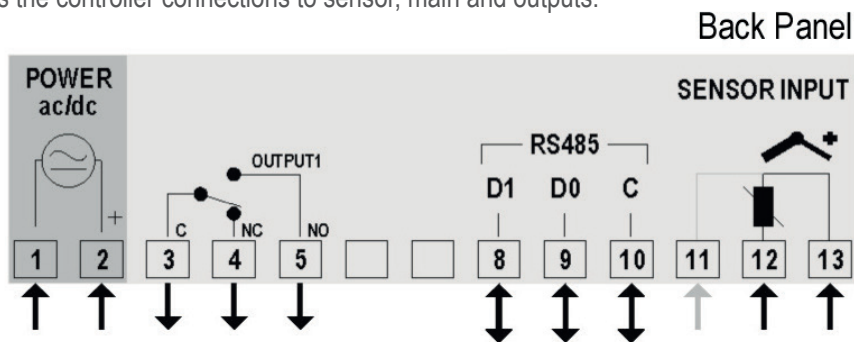 s the controller connections to sensor, main and outputs.
Back Panel
POWER
ac/dc
SENSOR INPUT
RS485
OUTPUT1
D1 D0 C
+
C NC NO
1 2 3 4 5 8 9 10 11 12 13